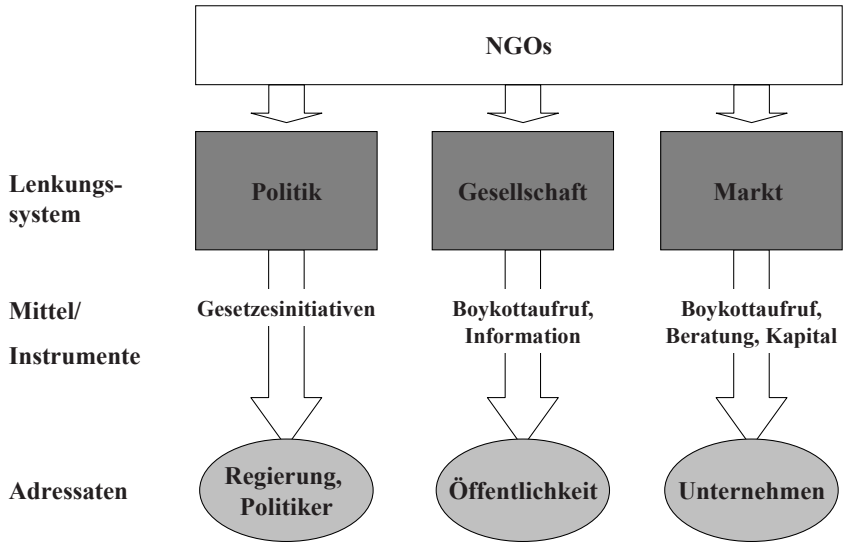 NGOs
Lenkungs-
system
Politik
Gesellschaft
Markt
Mittel/
Instrumente
Gesetzesinitiativen
Boykottaufruf,
Information
Boykottaufruf,
Beratung, Kapital
Adressaten
Regierung,
Politiker
Öffentlichkeit
Unternehmen